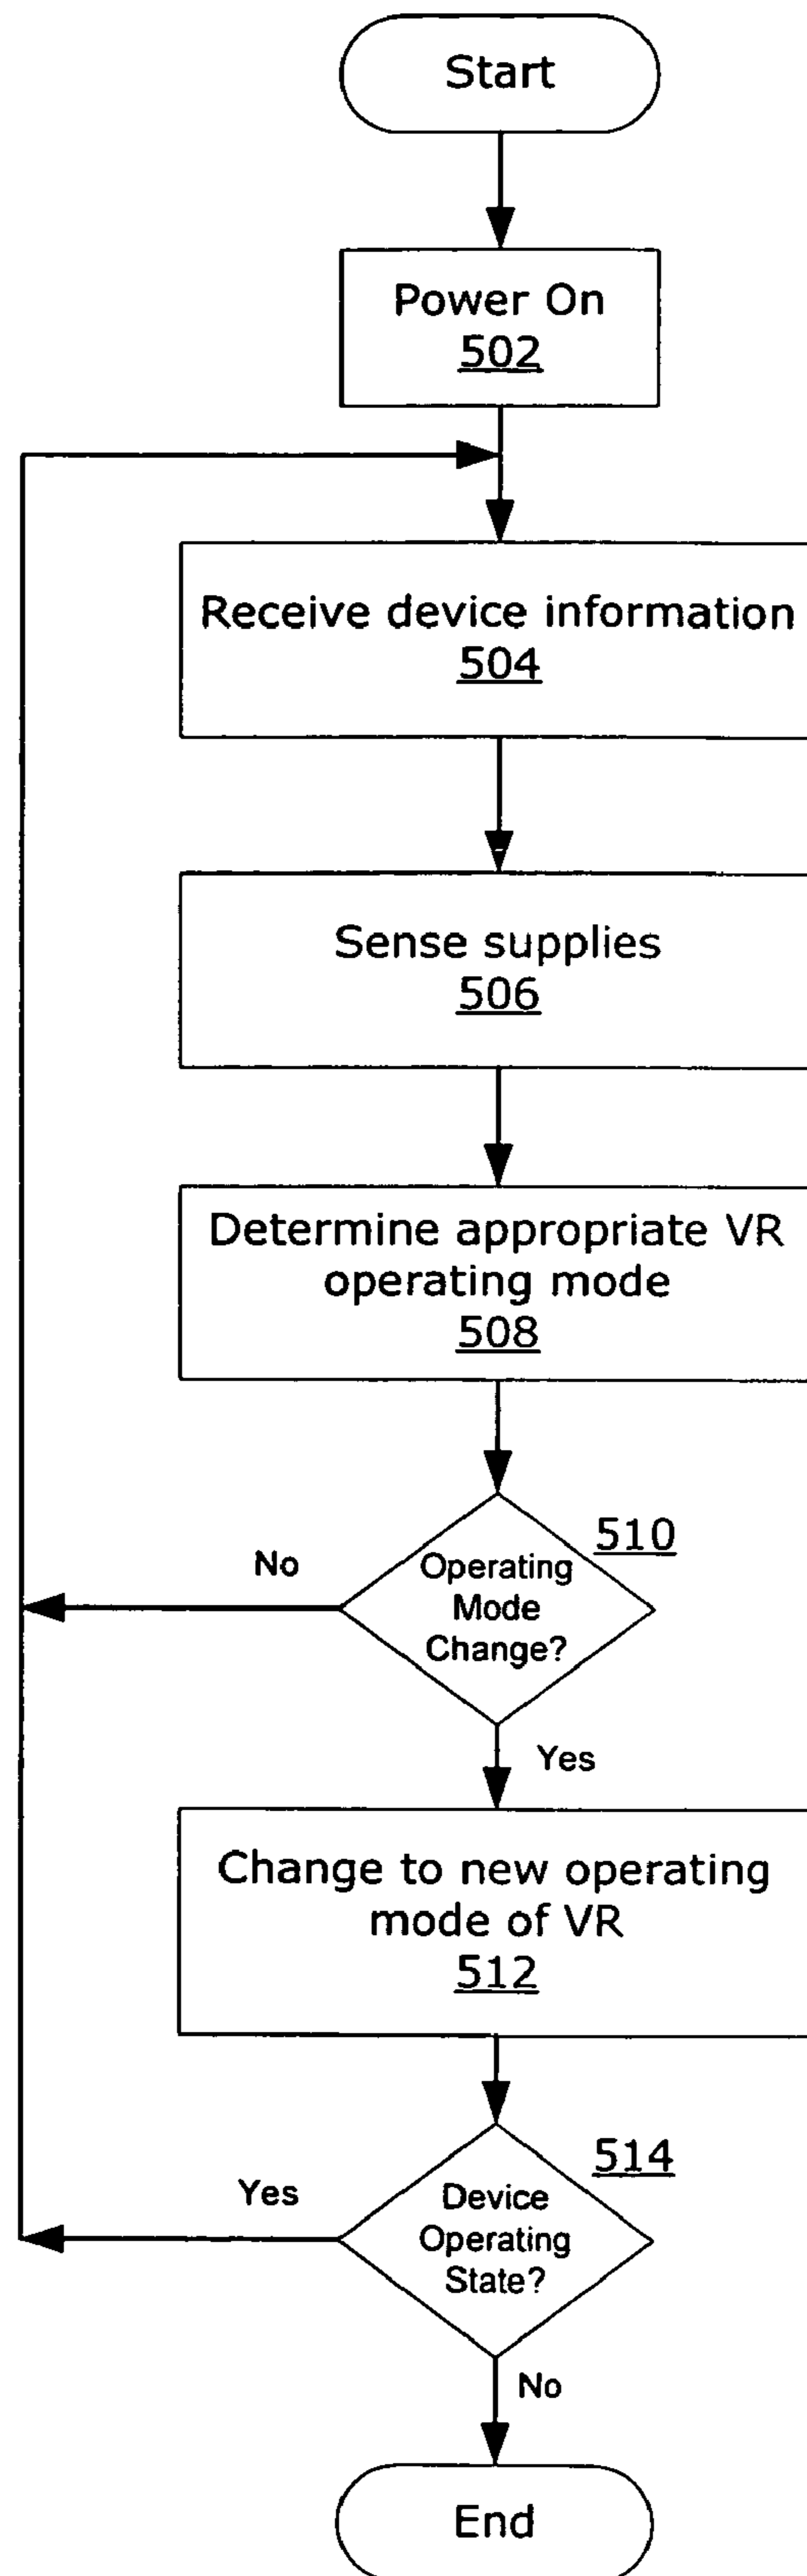 Start
Power On
502
Receive device information
504
Sense supplies
506
Determine appropriate VR
operating mode
508
510
No
Operating
Mode
Change?
Yes
Change to new operating
mode of VR
512
514
Yes
Device
Operating
State?
No
End